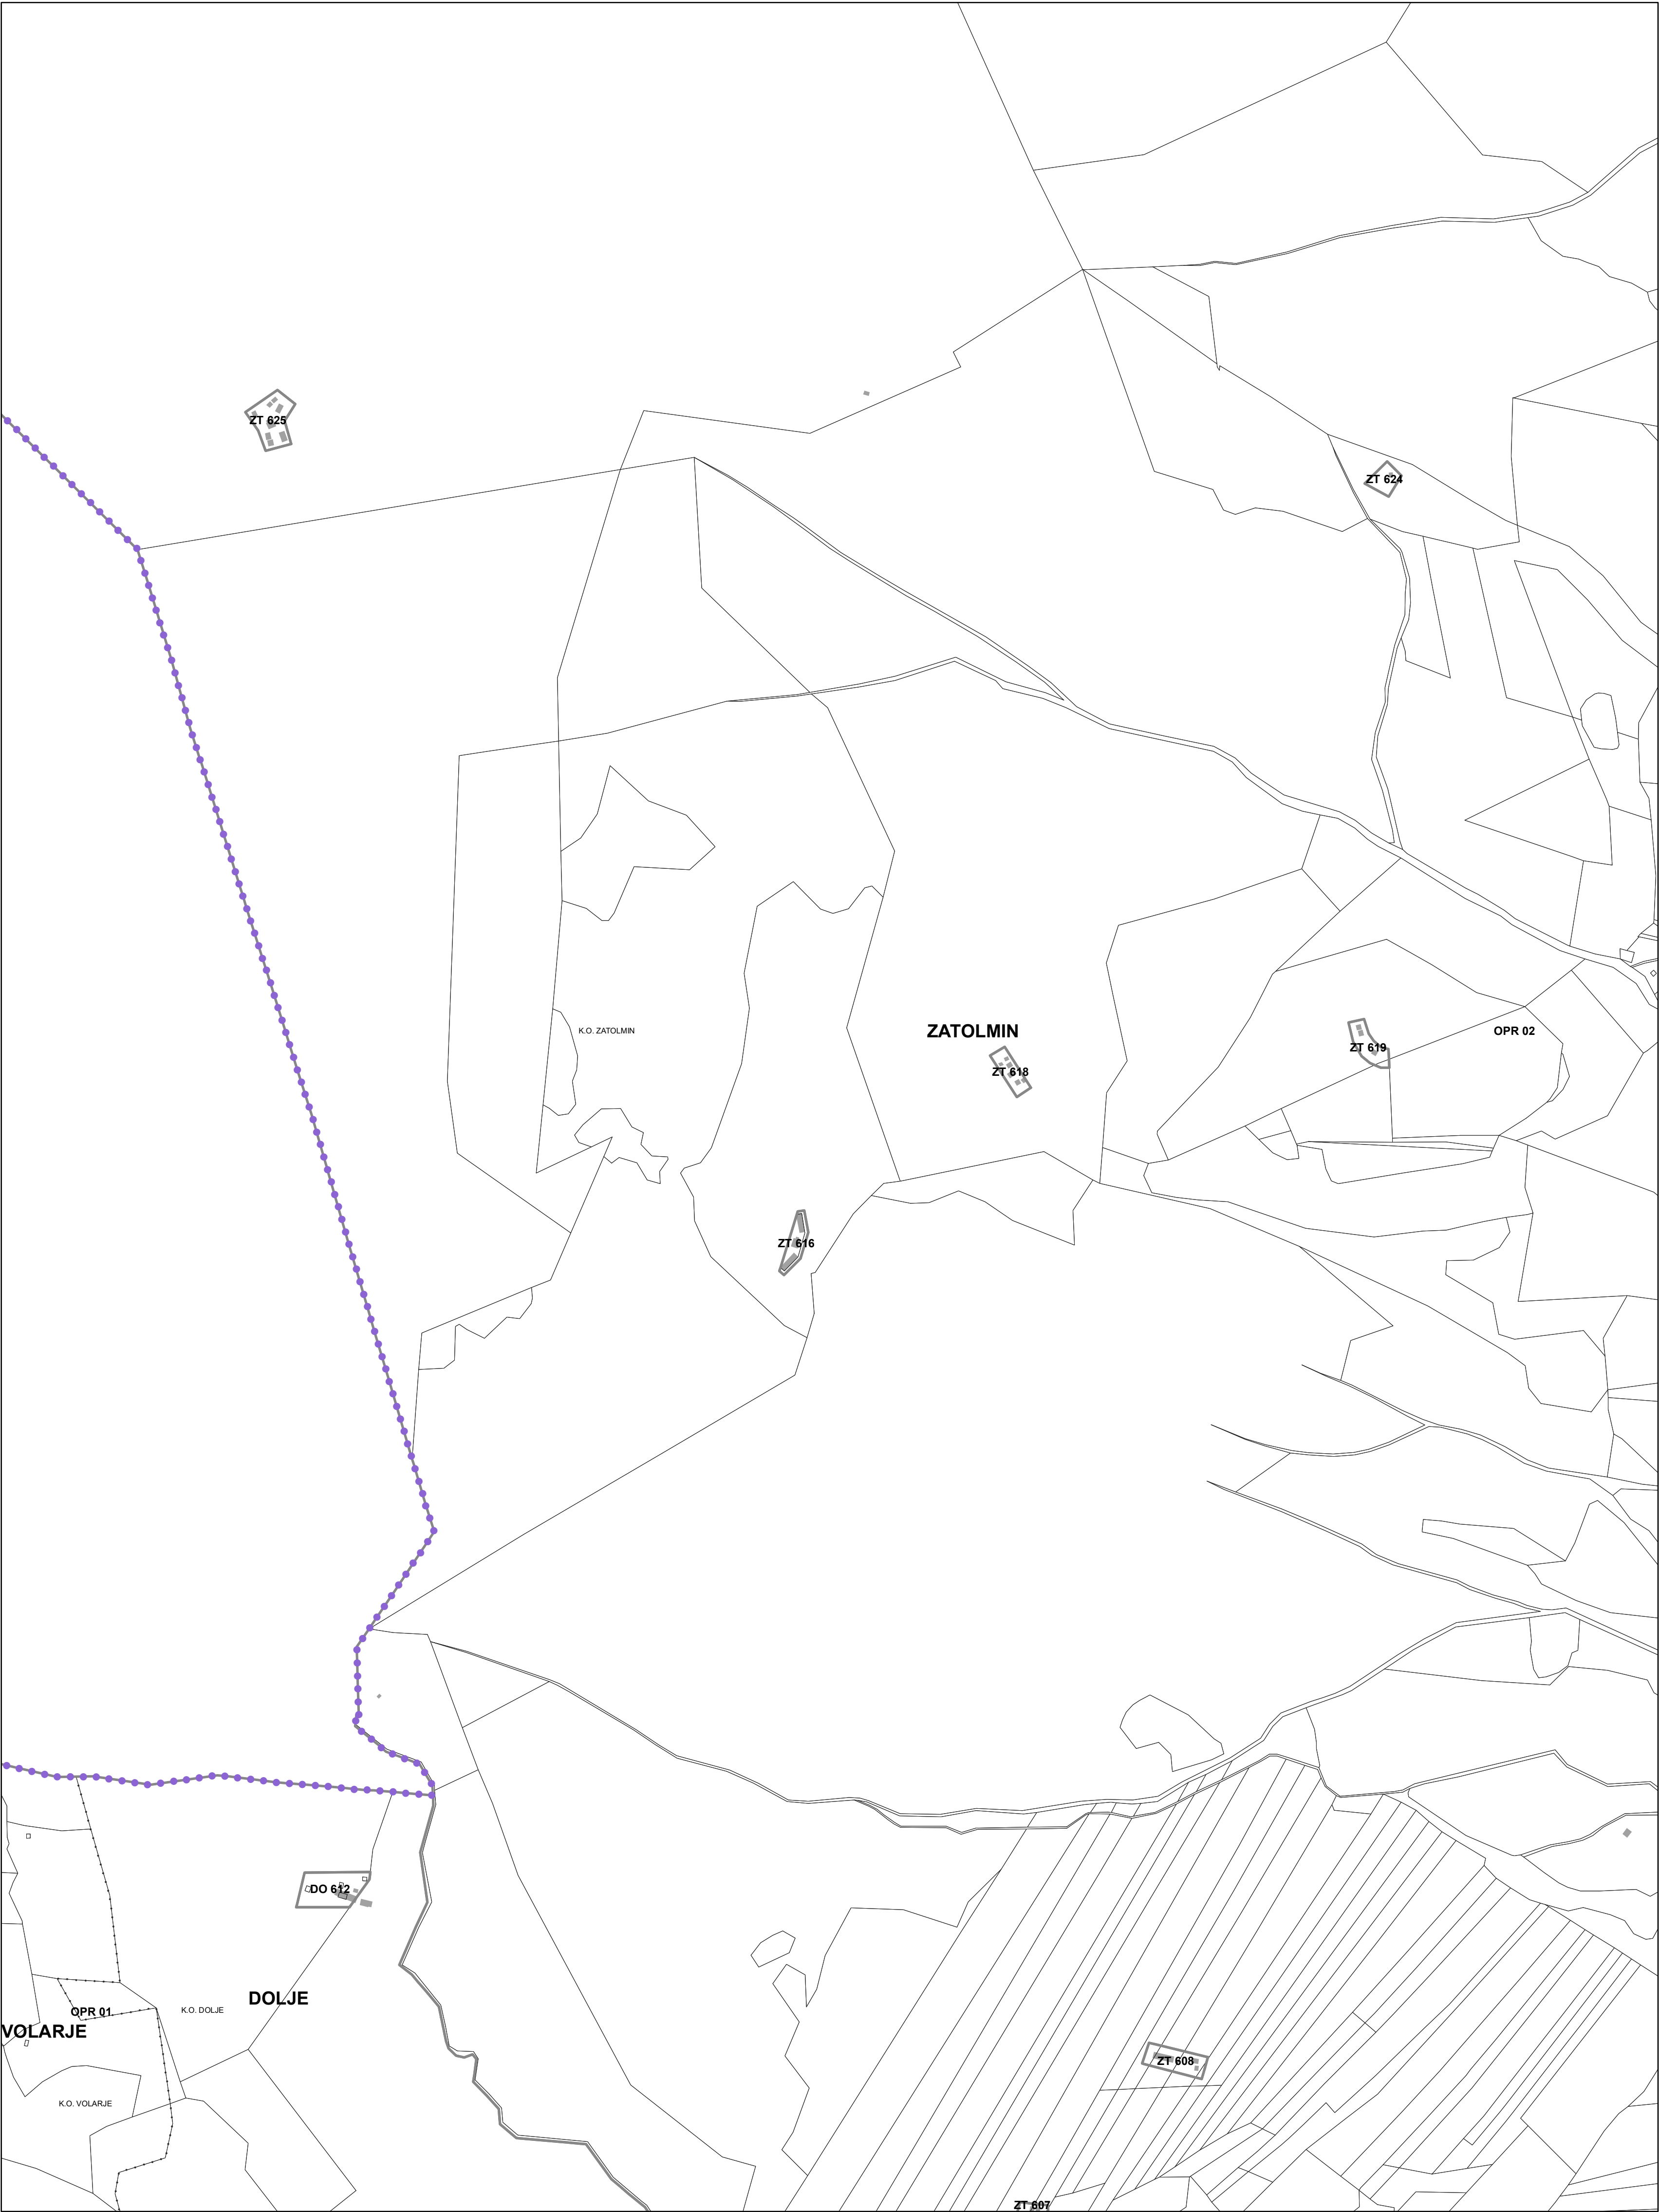 ZT 625
ZT 624
K.O. ZATOLMIN
ZATOLMIN
OPR 02
ZT 619
ZT 618
ZT 616
DO 612
DOLJE
OPR 01
K.O. DOLJE
VOLARJE
ZT 608
K.O. VOLARJE
ZT 607